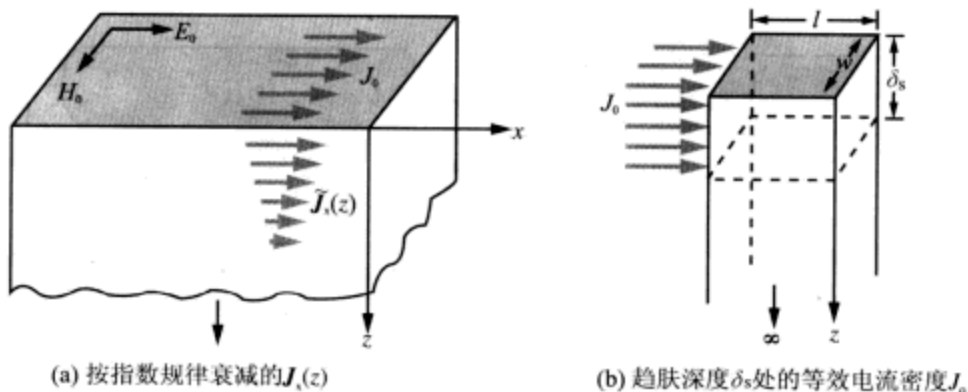 E₀
H₀
J₀
x
J̃ₓ(z)
z
(a) 按指数规律衰减的Jₓ(z)
l
w
δₛ
J₀
∞
z
(b) 趋肤深度δₛ处的等效电流密度J₀